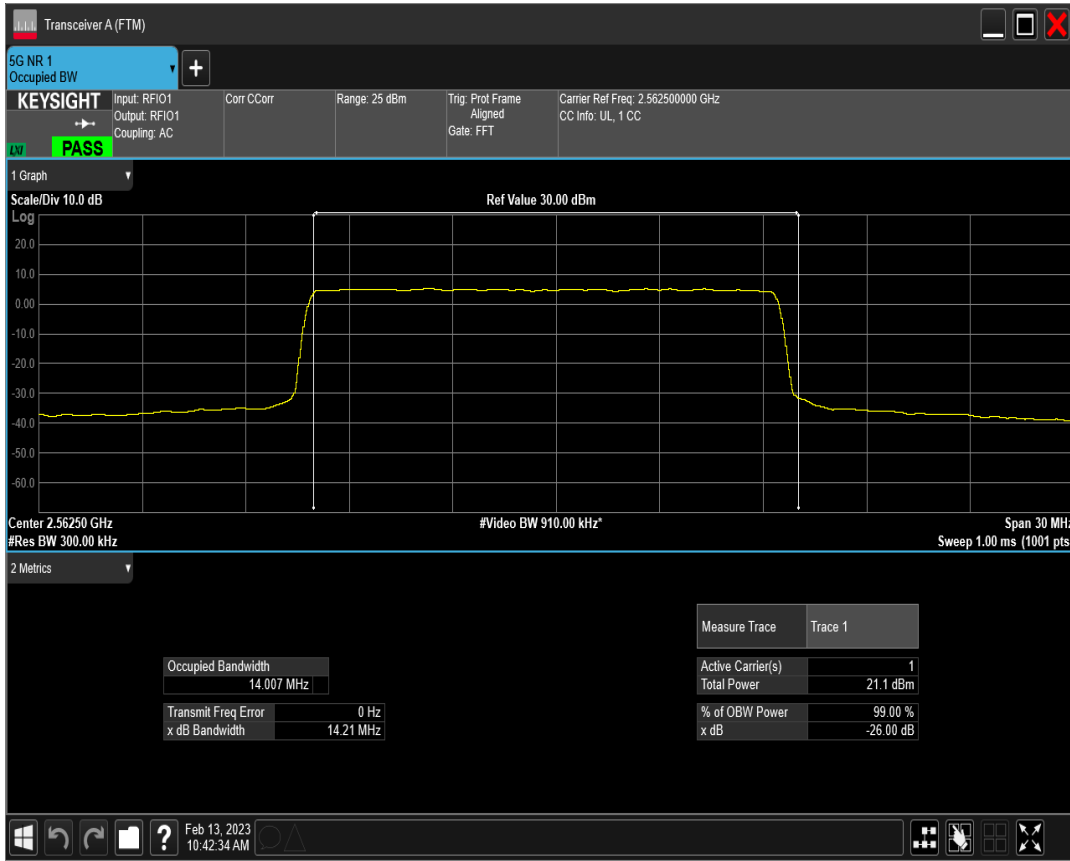 Transceiver A (FTM)
5G NR 1
Occupied BW
+
KEYSIGHT
LXI
PASS
Input: RFIO1
Output: RFIO1
Coupling: AC
Corr CCorr
Range: 25 dBm
Trig: Prot Frame
Aligned
Gate: FFT
Carrier Ref Freq: 2.562500000 GHz
CC Info: UL, 1 CC
1 Graph
Scale/Div 10.0 dB
Ref Value 30.00 dBm
Log
20.0
10.0
0.00
-10.0
-20.0
-30.0
-40.0
-50.0
-60.0
Center 2.56250 GHz
#Video BW 910.00 kHz*
Span 30 MHz
#Res BW 300.00 kHz
Sweep 1.00 ms (1001 pts
2 Metrics
Measure Trace Trace 1
Occupied Bandwidth
14.007 MHz
Transmit Freq Error 0 Hz
x dB Bandwidth 14.21 MHz
Active Carrier(s) 1
Total Power 21.1 dBm
% of OBW Power 99.00 %
x dB -26.00 dB
?
Feb 13, 2023
10:42:34 AM